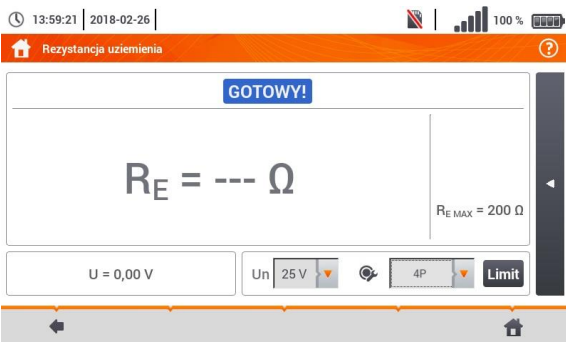 13:59:21 2018-02-26 100 %
Rezystancja uziemienia ?
GOTOWY!
RE = --- Ω
RE MAX = 200 Ω
U = 0,00 V Un 25 V 4P Limit